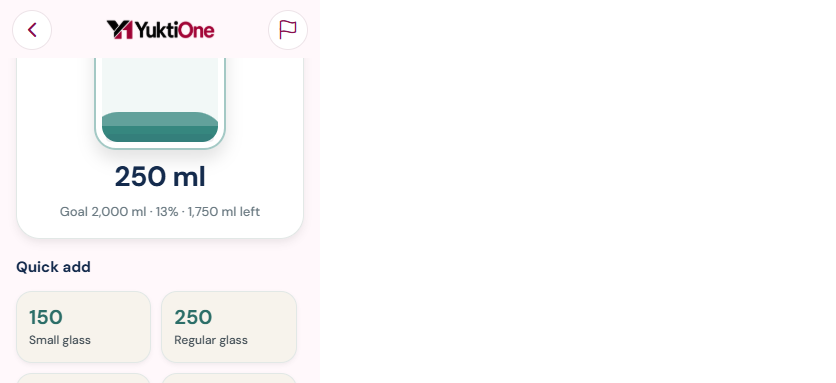 YuktiOne
250 ml
Goal 2,000 ml · 13% · 1,750 ml left
Quick add
150
Small glass
250
Regular glass